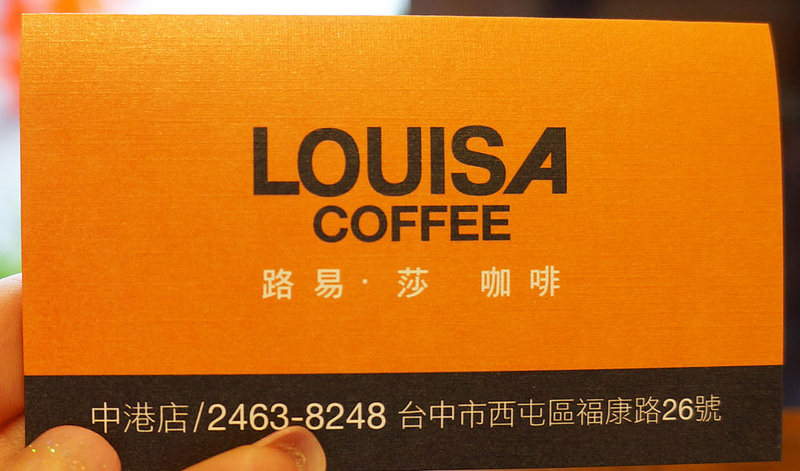 LOUISA
COFFEE
路易·莎 咖啡
中港店/2463-8248 台中市西屯區福康路26號